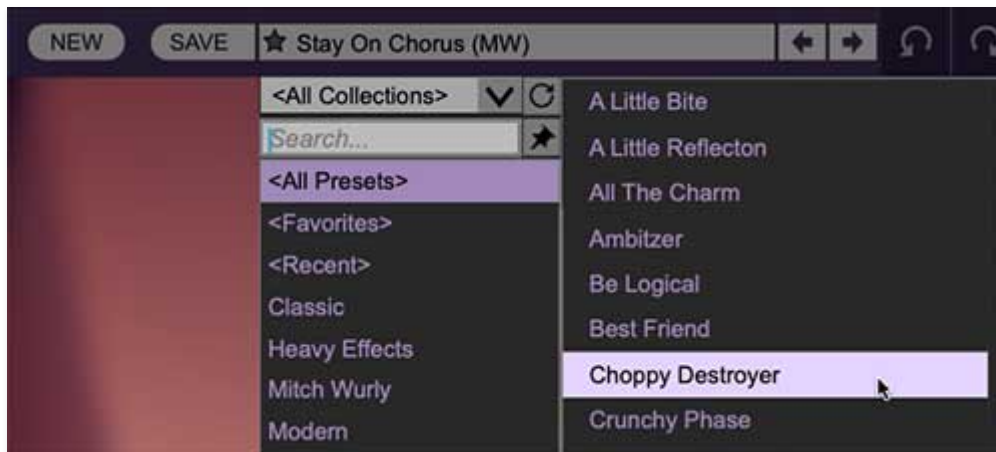 NEW
SAVE
Stay On Chorus (MW)
<All Collections>
Search...
<All Presets>
<Favorites>
<Recent>
Classic
Heavy Effects
Mitch Wurly
Modern
A Little Bite
A Little Reflecton
All The Charm
Ambitzer
Be Logical
Best Friend
Choppy Destroyer
Crunchy Phase